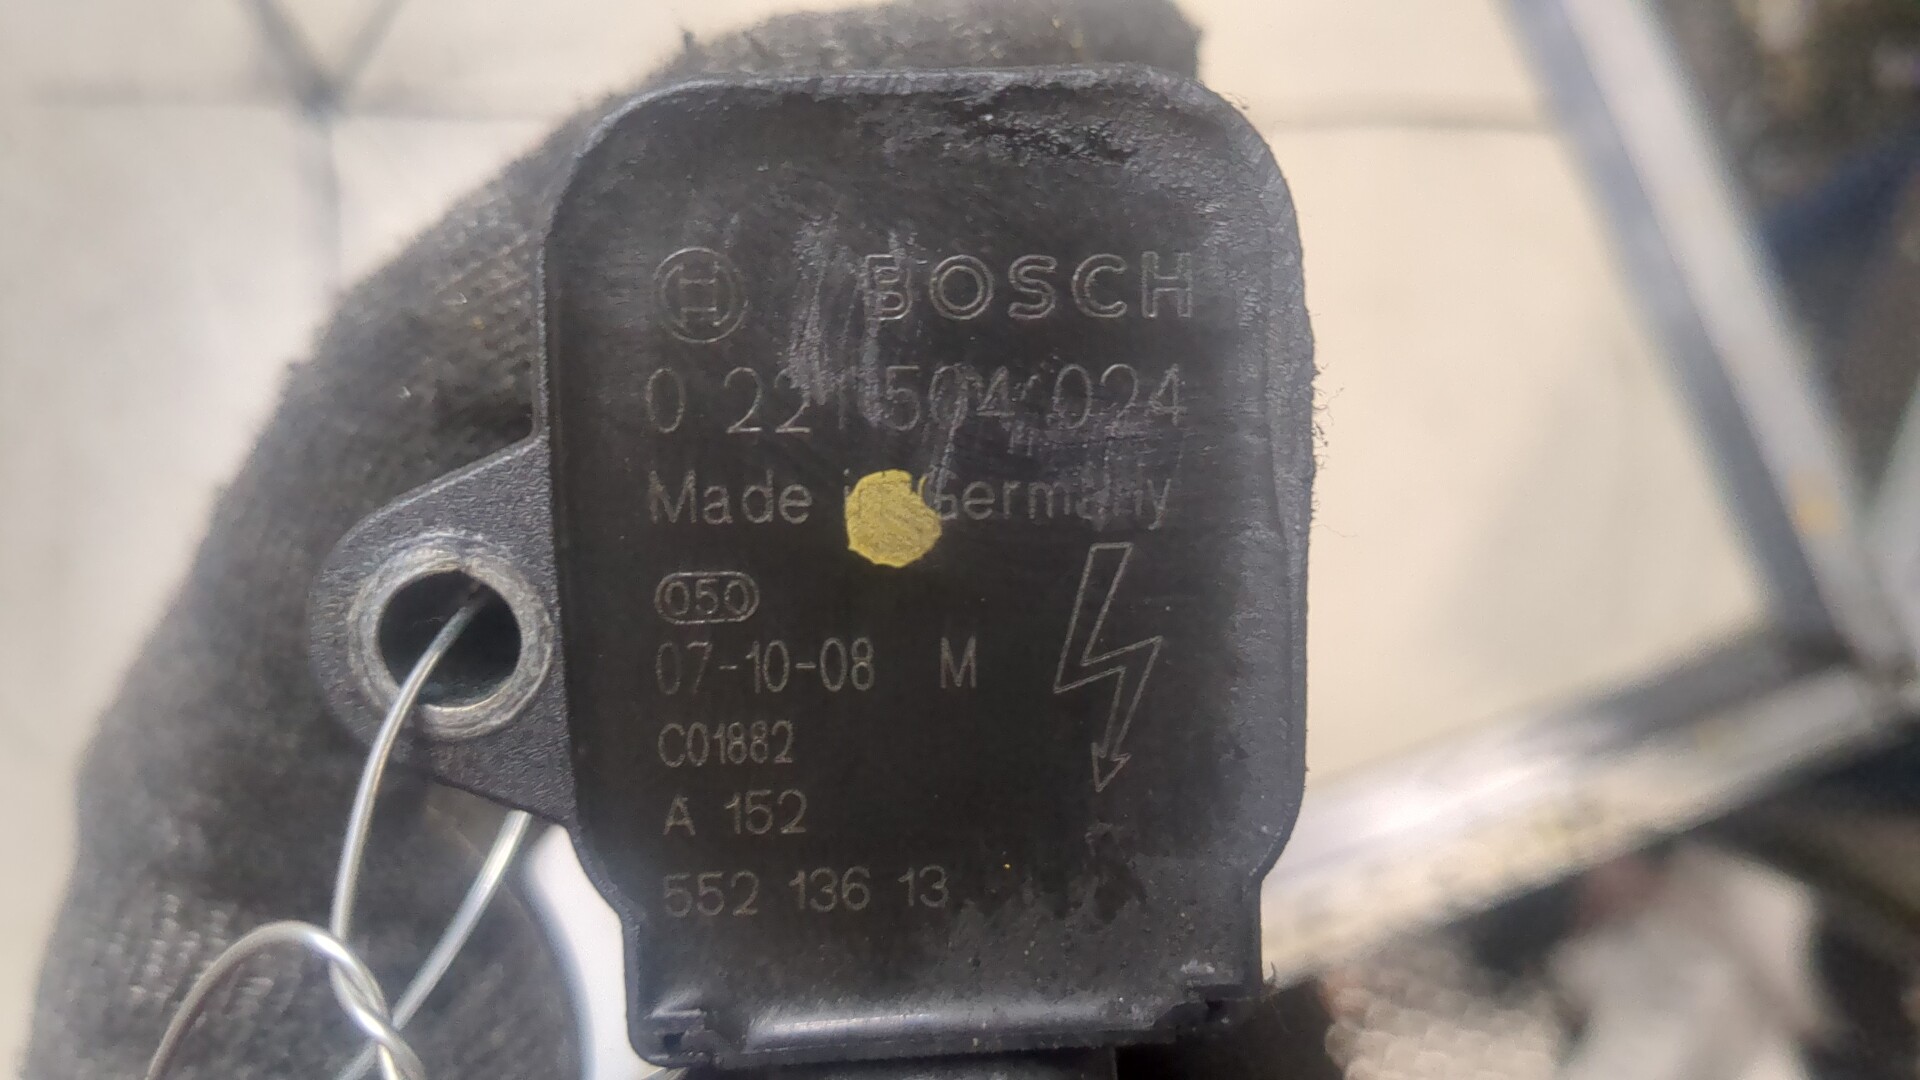 BOSCH
0 221 504 024
Made in Germany
050
07-10-08 M
C01882
A 152
552 136 13